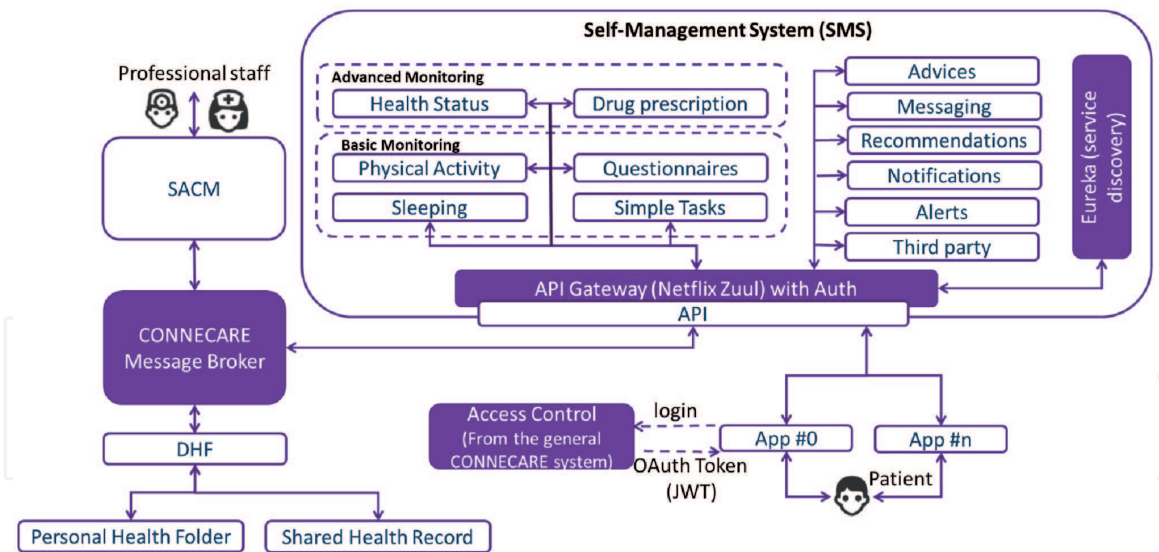 Self-Management System (SMS)
Professional staff
SACM
CONNECARE
Message Broker
DHF
Personal Health Folder
Shared Health Record
Advanced Monitoring
Health Status
Drug prescription
Basic Monitoring
Physical Activity
Questionnaires
Sleeping
Simple Tasks
Advices
Messaging
Recommendations
Notifications
Alerts
Third party
Eureka (service
discovery)
API Gateway (Netflix Zuul) with Auth
API
Access Control
(From the general
CONNECARE system)
login
OAuth Token
(JWT)
App #0
App #n
Patient